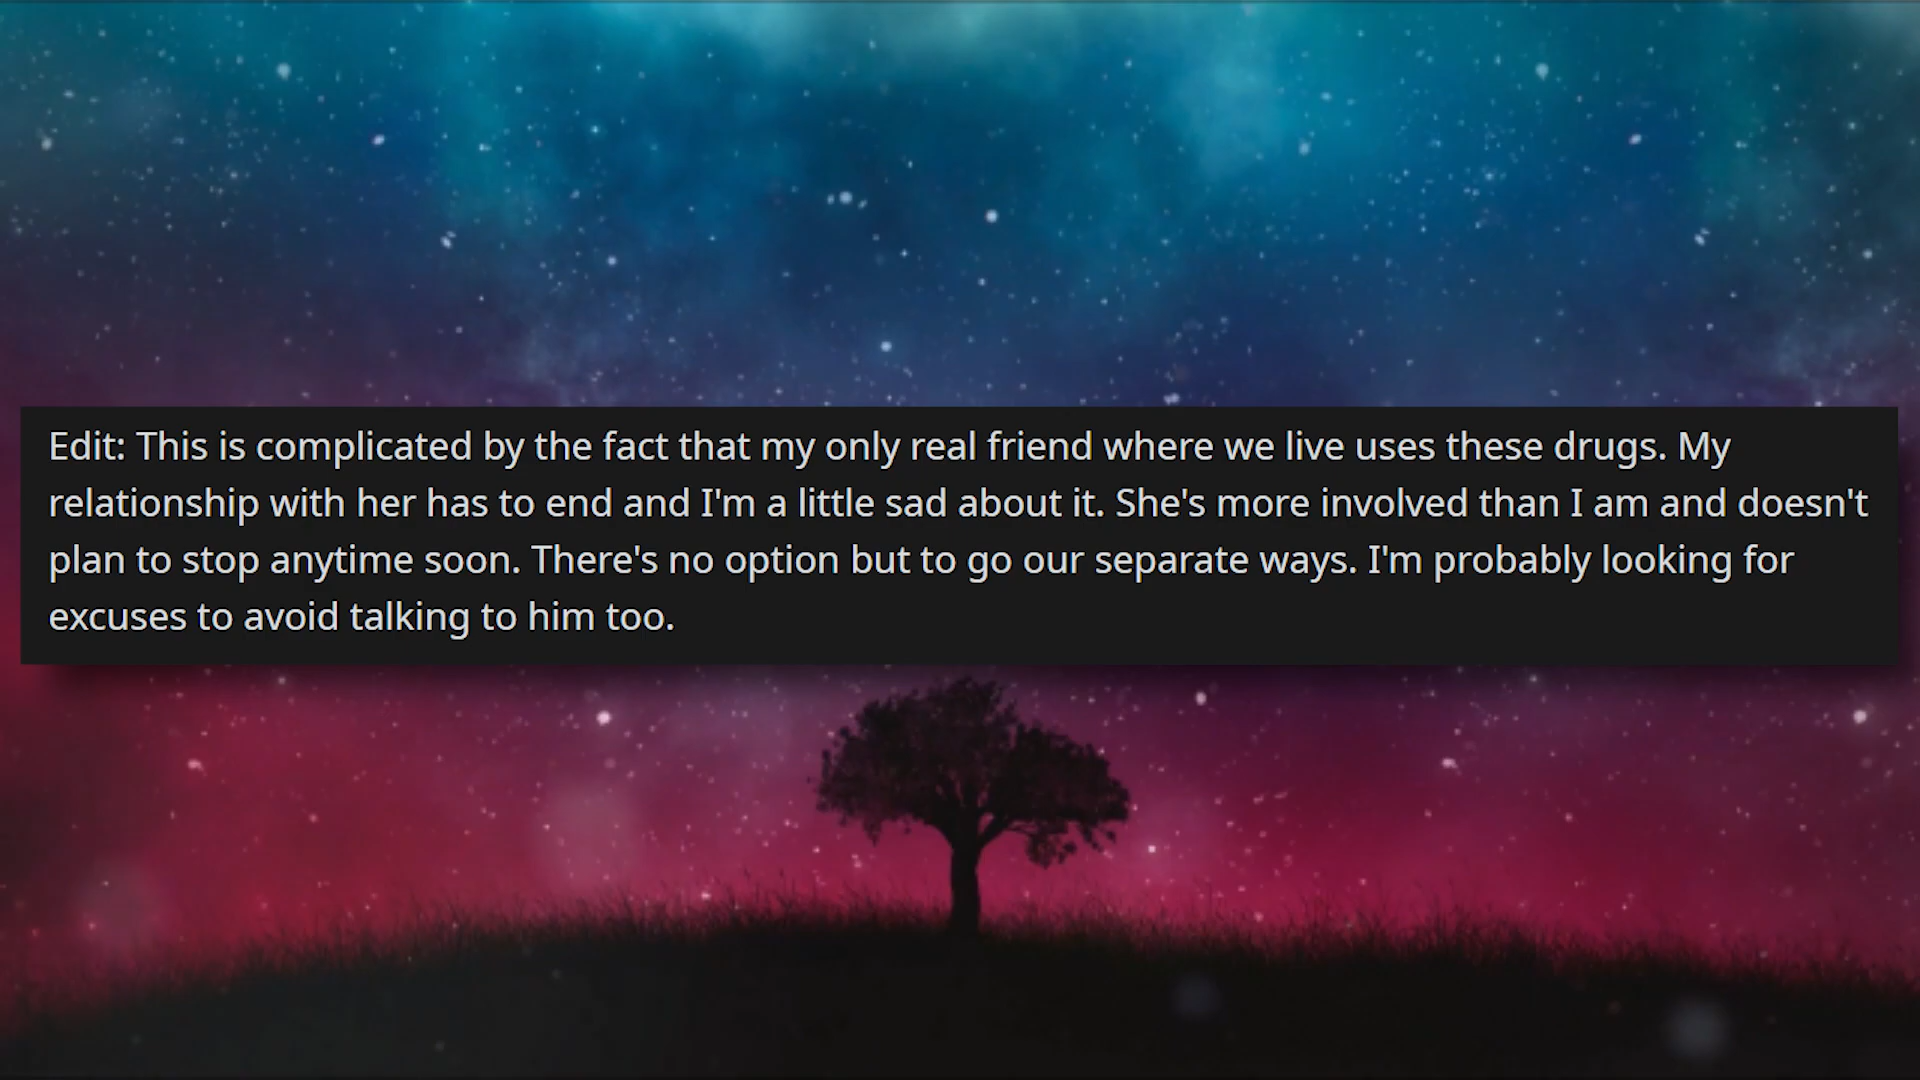 Edit: This is complicated by the fact that my only real friend where we live uses these drugs. My
relationship with her has to end and I'm a little sad about it. She's more involved than I am and doesn't
plan to stop anytime soon. There's no option but to go our separate ways. I'm probably looking for
excuses to avoid talking to him too.